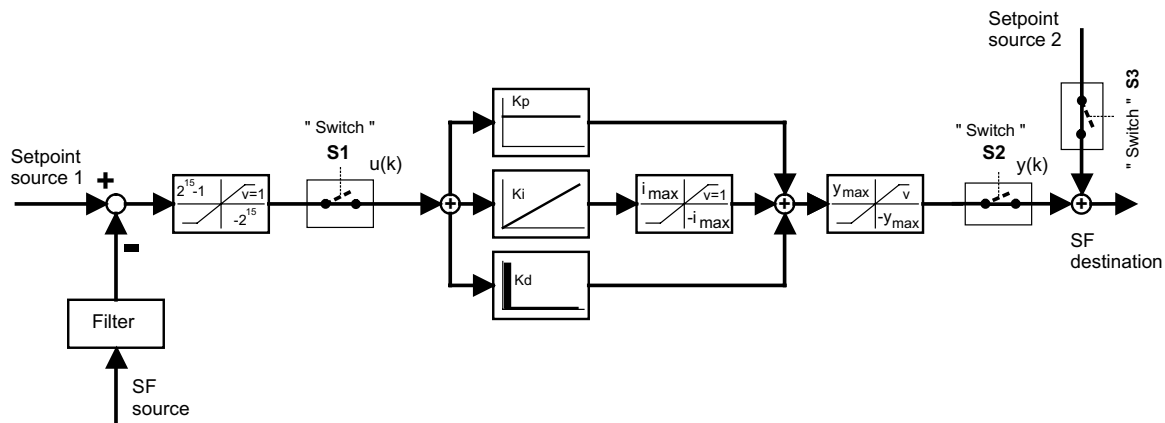 Setpoint
source 2
" Switch " S3
" Switch "
S1
u(k)
Kp
Setpoint
source 1
+
2^15-1
v=1
-2^15
Ki
i max
v=1
-i max
y max
v
-y max
" Switch "
S2
y(k)
SF
destination
-
Kd
Filter
SF
source